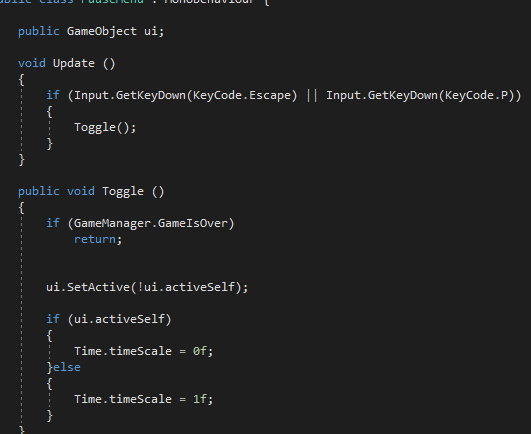 public class PauseMenu : MonoBehaviour {
public GameObject ui;
void Update ()
{
if (Input.GetKeyDown(KeyCode.Escape) || Input.GetKeyDown(KeyCode.P))
{
Toggle();
}
}
public void Toggle ()
{
if (GameManager.GameIsOver)
return;
ui.SetActive(!ui.activeSelf);
if (ui.activeSelf)
{
Time.timeScale = 0f;
}else
{
Time.timeScale = 1f;
}
}